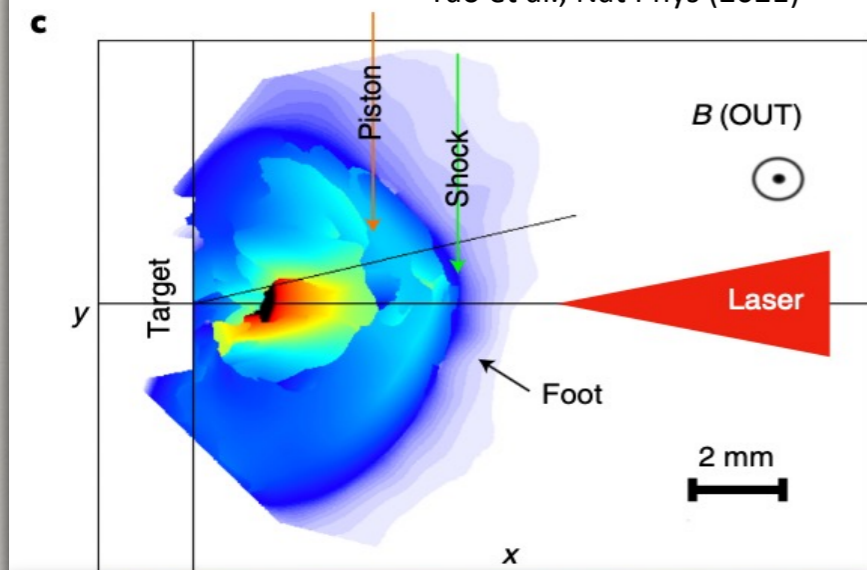 c
Piston
Shock
B (OUT)
Target
y
Laser
Foot
2 mm
x